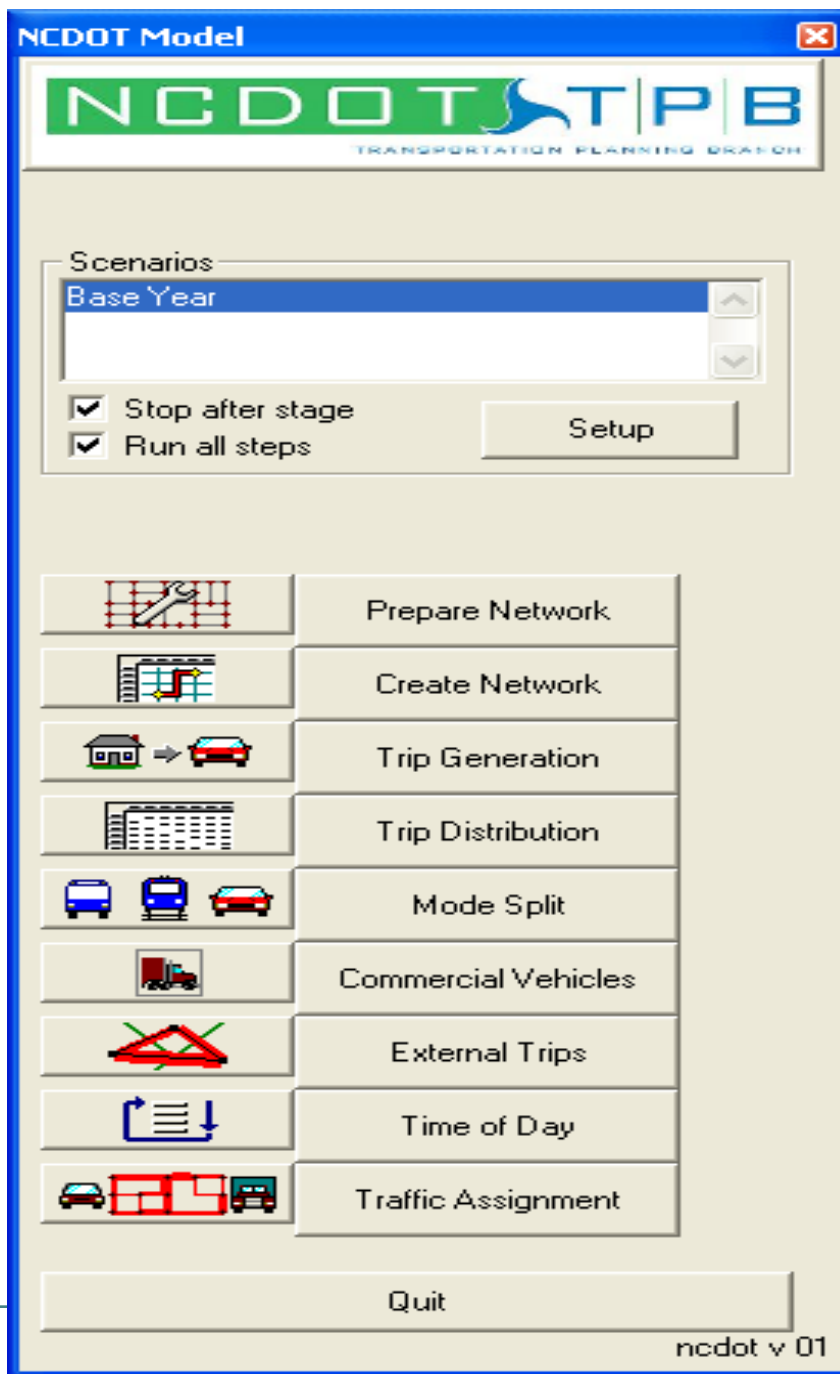 NCDOT Model
NCDOT TPB
TRANSPORTATION PLANNING BRANCH
Scenarios
Base Year
Stop after stage
Setup
Run all steps
Prepare Network
Create Network
Trip Generation
Trip Distribution
Mode Split
Commercial Vehicles
External Trips
Time of Day
Traffic Assignment
Quit
ncdot v 01